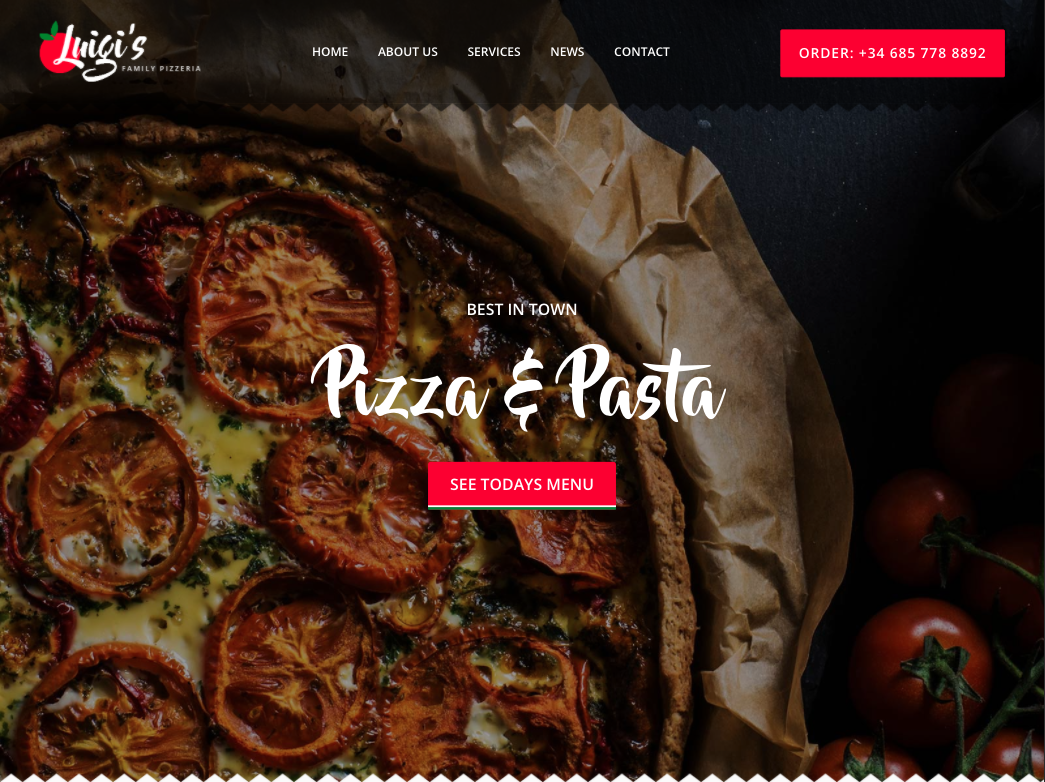 Luigi's
FAMILY PIZZERIA
HOME ABOUT US SERVICES NEWS CONTACT
ORDER: +34 685 778 8892
BEST IN TOWN
Pizza & Pasta
SEE TODAYS MENU